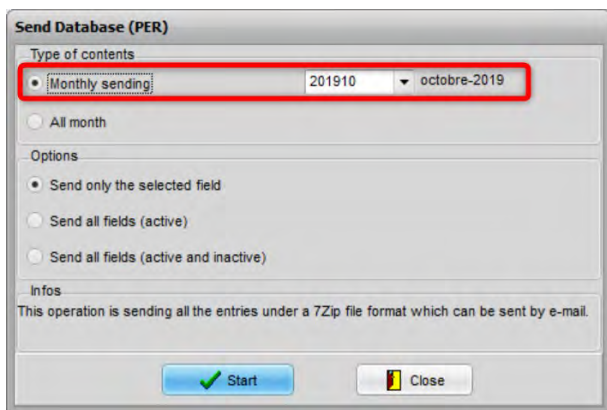 Send Database (PER)
Type of contents
Monthly sending 201910 octobre-2019
All month
Options
Send only the selected field
Send all fields (active)
Send all fields (active and inactive)
Infos
This operation is sending all the entries under a 7Zip file format which can be sent by e-mail.
Start Close